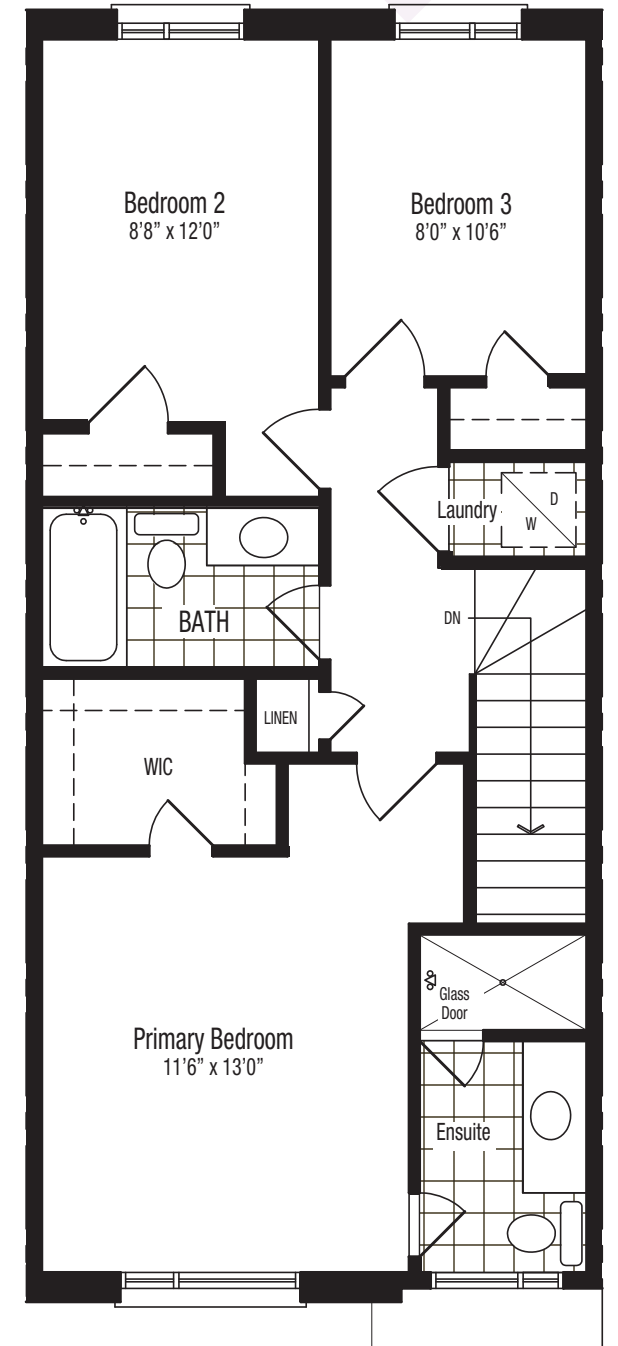 Bedroom 2
8’8” x 12’0”
Bedroom 3
8’0” x 10’6”
Laundry
D
W
BATH
DN
LINEN
WIC
Glass
Door
Primary Bedroom
11’6” x 13’0”
Ensuite